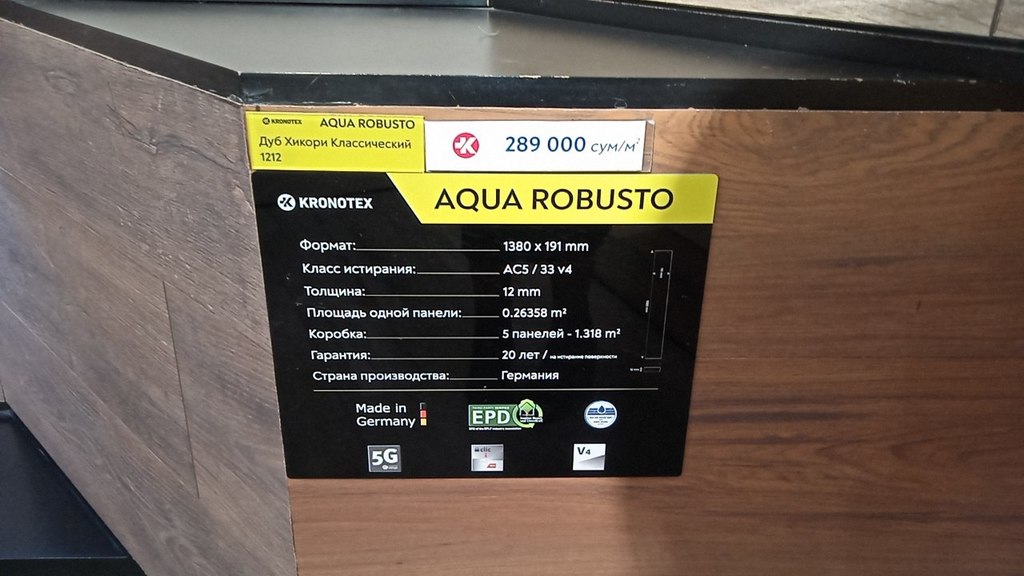 KRONOTEX AQUA ROBUSTO
Дуб Хикори Классический
1212
289 000 сум/м²
KRONOTEX
AQUA ROBUSTO
Формат: 1380 x 191 mm
Класс истирания: AC5 / 33 v4
Толщина: 12 mm
Площадь одной панели: 0.26358 m²
Коробка: 5 панелей - 1.318 m²
Гарантия: 20 лет / на истирание поверхности
Страна производства: Германия
Made in
Germany
EPD
5G
clic
V4